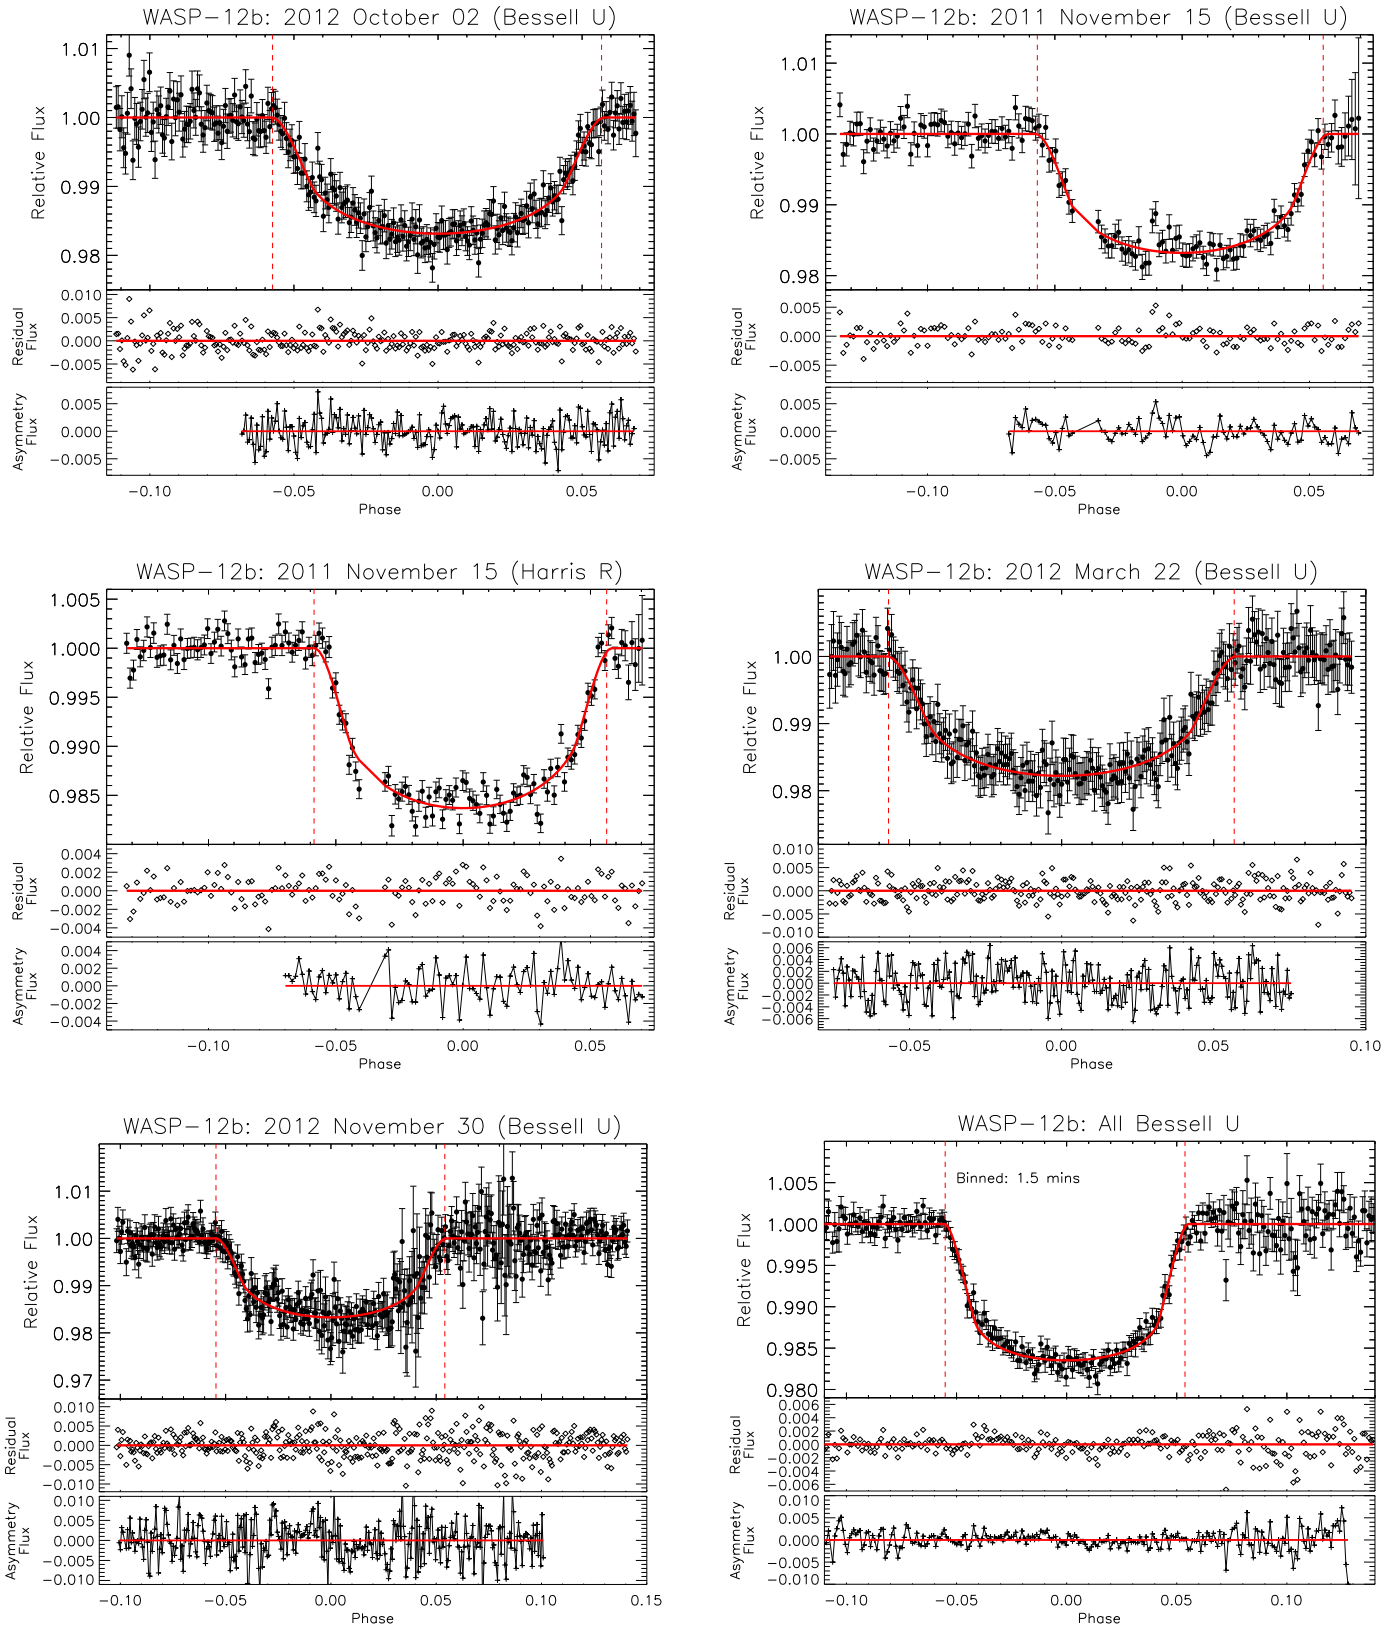 WASP-12b: 2012 October 02 (Bessell U)
Relative Flux
1.01
1.00
0.99
0.98
Residual
Flux
0.010
0.005
0.000
-0.005
Asymmetry
Flux
0.005
0.000
-0.005
-0.10 -0.05 0.00 0.05
Phase
WASP-12b: 2011 November 15 (Bessell U)
Relative Flux
1.01
1.00
0.99
0.98
Residual
Flux
0.005
0.000
-0.005
Asymmetry
Flux
0.005
0.000
-0.005
-0.10 -0.05 0.00 0.05
Phase
WASP-12b: 2011 November 15 (Harris R)
Relative Flux
1.005
1.000
0.995
0.990
0.985
Residual
Flux
0.004
0.002
0.000
-0.002
-0.004
Asymmetry
Flux
0.004
0.002
0.000
-0.002
-0.004
-0.10 -0.05 0.00 0.05
Phase
WASP-12b: 2012 March 22 (Bessell U)
Relative Flux
1.00
0.99
0.98
Residual
Flux
0.010
0.005
0.000
-0.005
-0.010
Asymmetry
Flux
0.006
0.002
-0.002
-0.006
-0.05 0.00 0.05 0.10
Phase
WASP-12b: 2012 November 30 (Bessell U)
Relative Flux
1.01
1.00
0.99
0.98
0.97
Residual
Flux
0.010
0.005
0.000
-0.005
-0.010
Asymmetry
Flux
0.010
0.005
0.000
-0.005
-0.010
-0.10 -0.05 0.00 0.05 0.10 0.15
Phase
WASP-12b: All Bessell U
Binned: 1.5 mins
Relative Flux
1.005
1.000
0.995
0.990
0.985
0.980
Residual
Flux
0.006
0.004
0.002
0.000
-0.002
-0.004
-0.006
Asymmetry
Flux
0.010
0.005
0.000
-0.005
-0.010
-0.10 -0.05 0.00 0.05 0.10
Phase